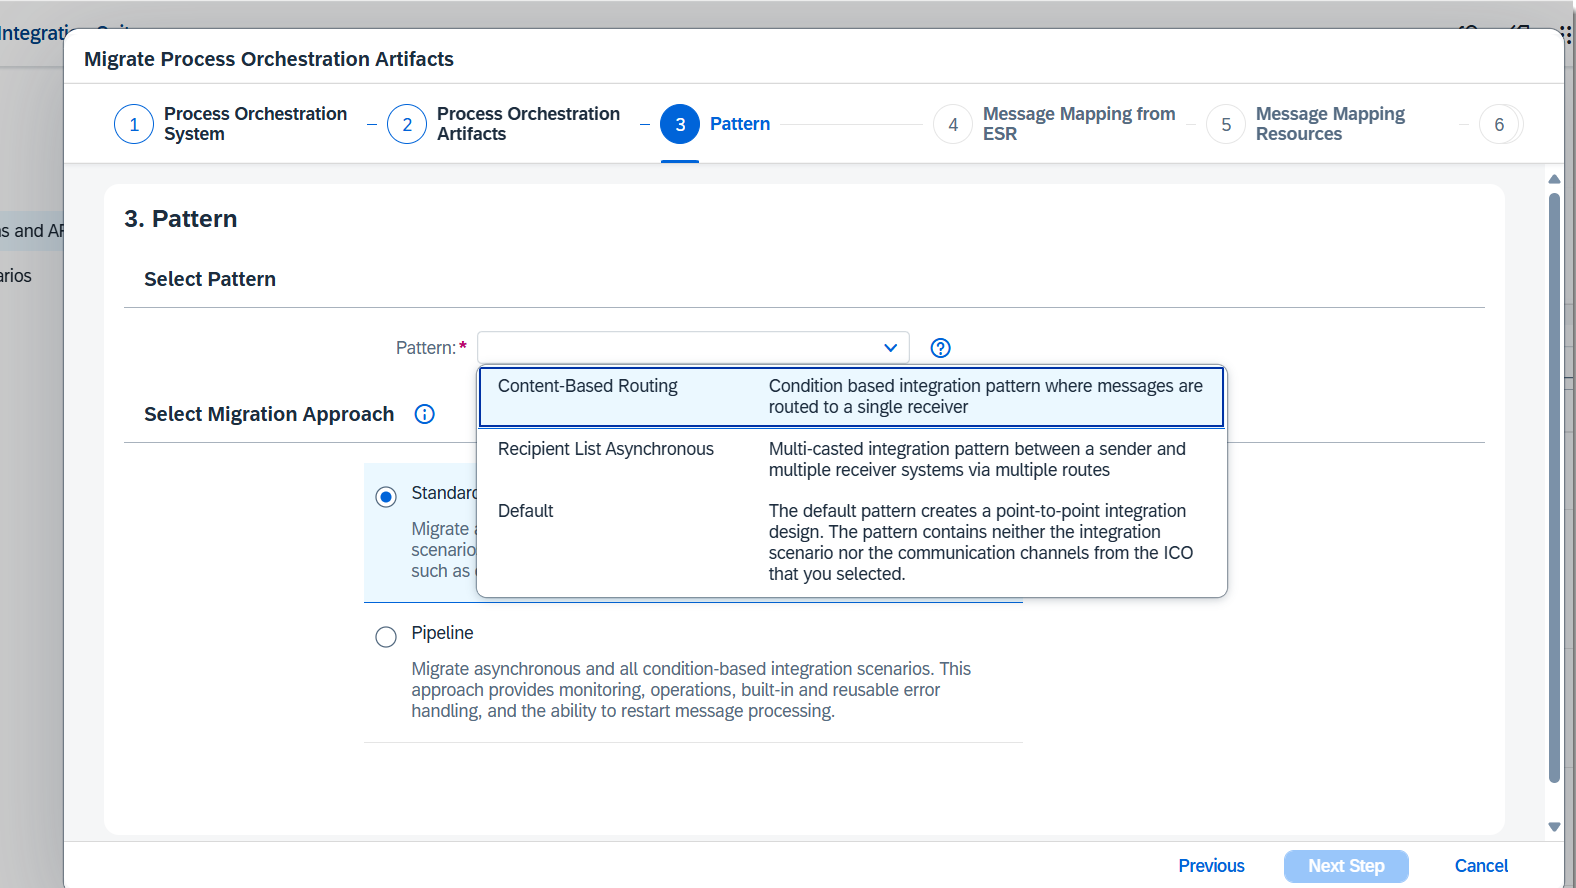 Migrate Process Orchestration Artifacts
1
Process Orchestration
System
2
Process Orchestration
Artifacts
3
Pattern
4
Message Mapping from
ESR
5
Message Mapping
Resources
6
3. Pattern
Select Pattern
Pattern:*
Content-Based Routing
Condition based integration pattern where messages are
routed to a single receiver
Recipient List Asynchronous
Multi-casted integration pattern between a sender and
multiple receiver systems via multiple routes
Default
The default pattern creates a point-to-point integration
design. The pattern contains neither the integration
scenario nor the communication channels from the ICO
that you selected.
Select Migration Approach
Standard
Migrate
scenario
such as
Pipeline
Migrate asynchronous and all condition-based integration scenarios. This
approach provides monitoring, operations, built-in and reusable error
handling, and the ability to restart message processing.
Previous
Next Step
Cancel
s and AP
arios